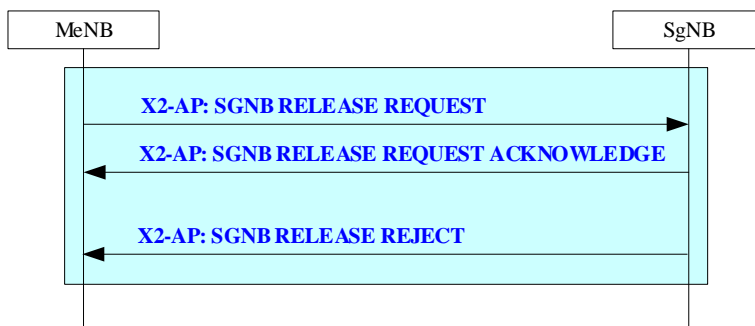 MeNB
SgNB
X2-AP: SGNB RELEASE REQUEST
X2-AP: SGNB RELEASE REQUEST ACKNOWLEDGE
X2-AP: SGNB RELEASE REJECT